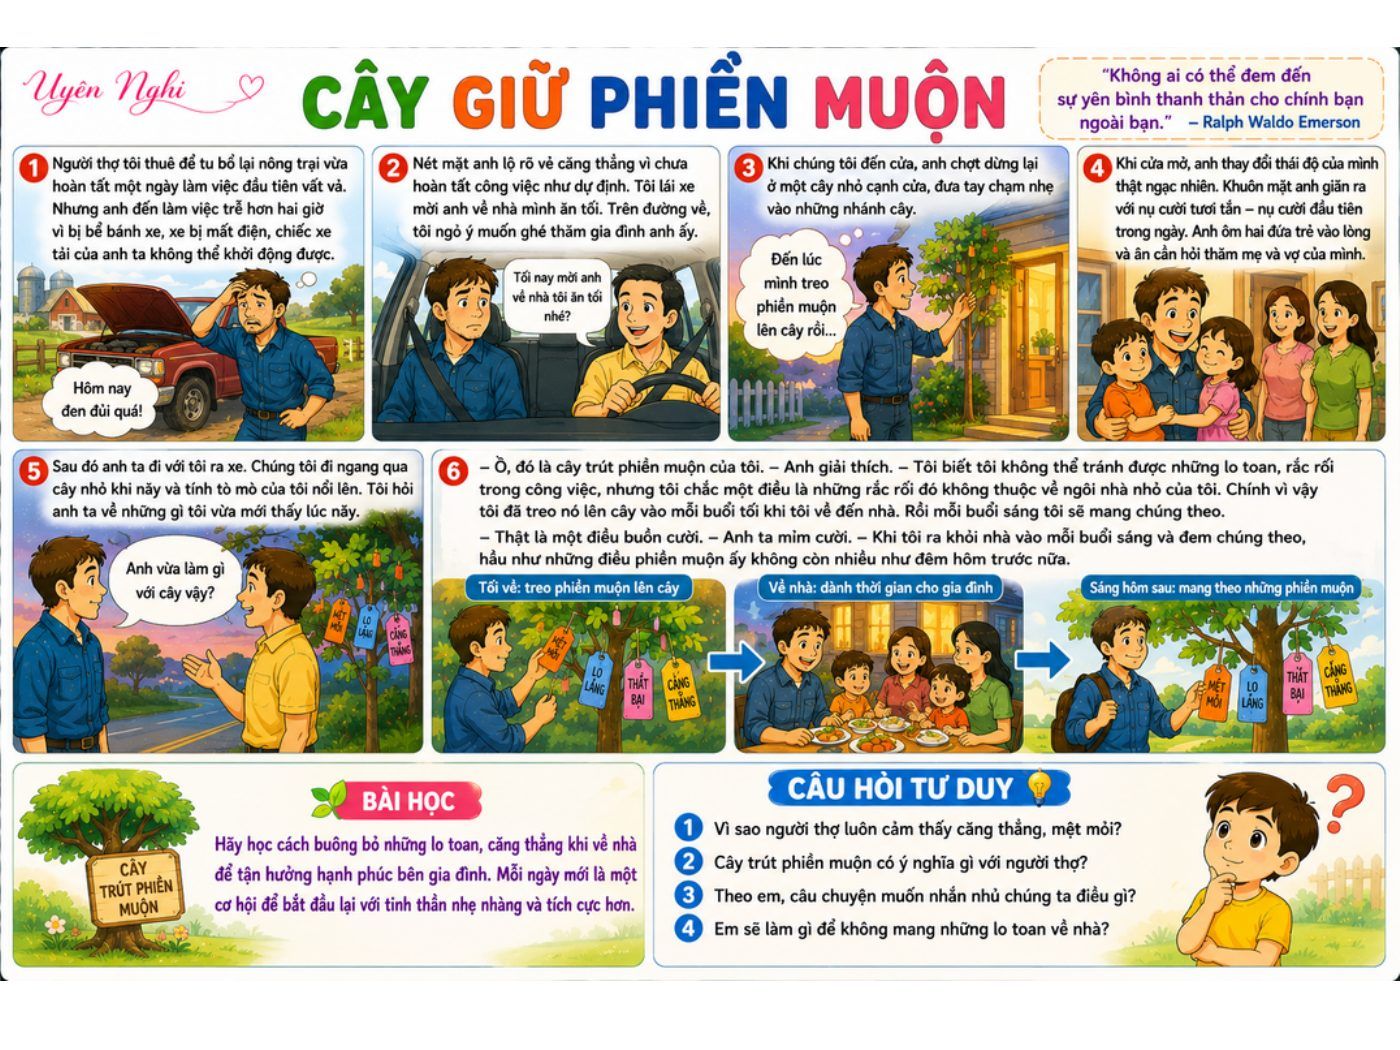 Uyên Nghi
CÂY GIỮ PHIỀN MUỘN
“Không ai có thể đem đến
sự yên bình thanh thản cho chính bạn
ngoài bạn.” – Ralph Waldo Emerson
1 Người thợ tôi thuê để tu bổ lại nông trại vừa
hoàn tất một ngày làm việc đầu tiên vất vả.
Nhưng anh đến làm việc trễ hơn hai giờ
vì bị bể bánh xe, xe bị mất điện, chiếc xe
tải của anh ta không thể khởi động được.
Hôm nay
đen đủi quá!
2 Nét mặt anh lộ rõ vẻ căng thẳng vì chưa
hoàn tất công việc như dự định. Tôi lái xe
mời anh về nhà mình ăn tối. Trên đường về,
tôi ngỏ ý muốn ghé thăm gia đình anh ấy.
Tối nay mời anh
về nhà tôi ăn tối
nhé?
3 Khi chúng tôi đến cửa, anh chợt dừng lại
ở một cây nhỏ cạnh cửa, đưa tay chạm nhẹ
vào những nhánh cây.
Đến lúc
mình treo
phiền muộn
lên cây rồi...
4 Khi cửa mở, anh thay đổi thái độ của mình
thật ngạc nhiên. Khuôn mặt anh giãn ra
với nụ cười tươi tắn – nụ cười đầu tiên
trong ngày. Anh ôm hai đứa trẻ vào lòng
và ân cần hỏi thăm mẹ và vợ của mình.
5 Sau đó anh ta đi với tôi ra xe. Chúng tôi đi ngang qua
cây nhỏ khi nãy và tính tò mò của tôi nổi lên. Tôi hỏi
anh ta về những gì tôi vừa mới thấy lúc nãy.
Anh vừa làm gì
với cây vậy?
MỆT
MỎI
LO
LẮNG
CĂNG
THẲNG
6 – Ồ, đó là cây trút phiền muộn của tôi. – Anh giải thích. – Tôi biết tôi không thể tránh được những lo toan, rắc rối
trong công việc, nhưng tôi chắc một điều là những rắc rối đó không thuộc về ngôi nhà nhỏ của tôi. Chính vì vậy
tôi đã treo nó lên cây vào mỗi buổi tối khi tôi về đến nhà. Rồi mỗi buổi sáng tôi sẽ mang chúng theo.
– Thật là một điều buồn cười. – Anh ta mỉm cười. – Khi tôi ra khỏi nhà vào mỗi buổi sáng và đem chúng theo,
hầu như những điều phiền muộn ấy không còn nhiều như đêm hôm trước nữa.
Tối về: treo phiền muộn lên cây
MỆT
MỎI
LO
LẮNG
THẤT
BẠI
CĂNG
THẲNG
Về nhà: dành thời gian cho gia đình
Sáng hôm sau: mang theo những phiền muộn
MỆT
MỎI
LO
LẮNG
THẤT
BẠI
CĂNG
THẲNG
CÂY
TRÚT PHIỀN
MUỘN
BÀI HỌC
Hãy học cách buông bỏ những lo toan, căng thẳng khi về nhà
để tận hưởng hạnh phúc bên gia đình. Mỗi ngày mới là một
cơ hội để bắt đầu lại với tinh thần nhẹ nhàng và tích cực hơn.
CÂU HỎI TƯ DUY
1 Vì sao người thợ luôn cảm thấy căng thẳng, mệt mỏi?
2 Cây trút phiền muộn có ý nghĩa gì với người thợ?
3 Theo em, câu chuyện muốn nhắn nhủ chúng ta điều gì?
4 Em sẽ làm gì để không mang những lo toan về nhà?
?